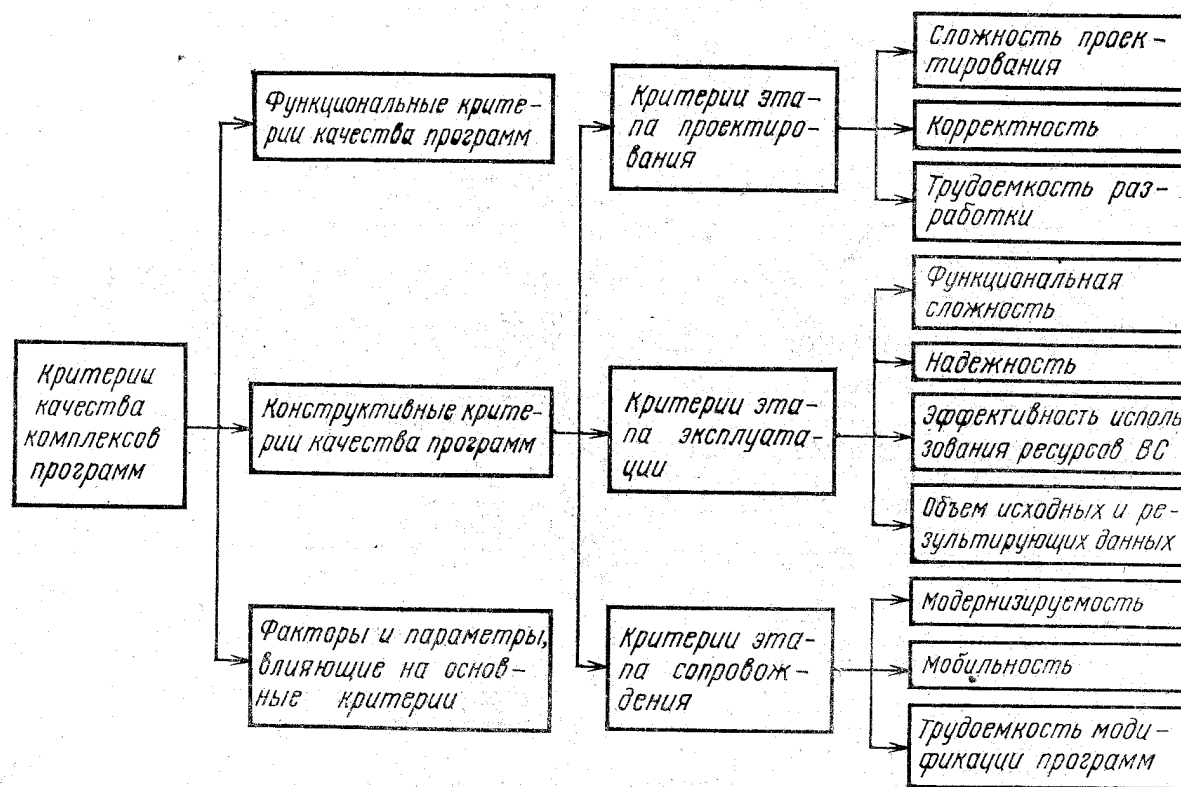 Критерии
качества
комплексов
программ
Функциональные крите-
рии качества программ
Конструктивные крите-
рии качества программ
Факторы и параметры,
влияющие на основ-
ные критерии
Критерии эта-
па проектиро-
вания
Критерии эта-
па эксплуата-
ции
Критерии эта-
па сопровож-
дения
Сложность проек-
тирования
Корректность
Трудоемкость раз-
работки
Функциональная
сложность
Надежность
Эффективность исполь
зования ресурсов ВС
Объем исходных и ре-
зультирующих данных
Модернизируемость
Мобильность
Трудоемкость моди-
фикации программ